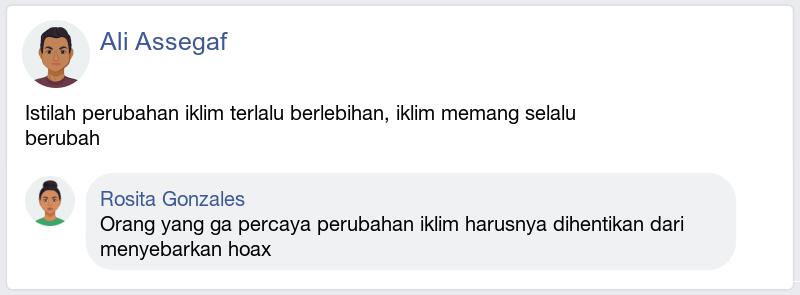 Ali Assegaf
Istilah perubahan iklim terlalu berlebihan, iklim memang selalu
berubah
Rosita Gonzales
Orang yang ga percaya perubahan iklim harusnya dihentikan dari
menyebarkan hoax